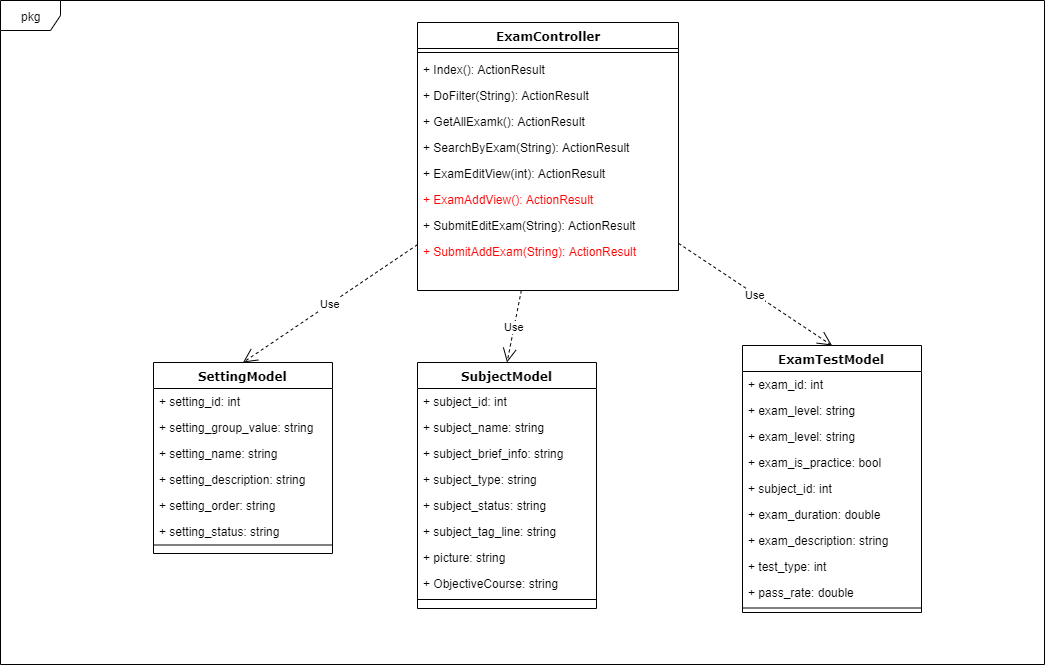 pkg
ExamController
+ Index(): ActionResult
+ DoFilter(String): ActionResult
+ GetAllExamk(): ActionResult
+ SearchByExam(String): ActionResult
+ ExamEditView(int): ActionResult
+ ExamAddView(): ActionResult
+ SubmitEditExam(String): ActionResult
+ SubmitAddExam(String): ActionResult
Use
Use
Use
SettingModel
+ setting_id: int
+ setting_group_value: string
+ setting_name: string
+ setting_description: string
+ setting_order: string
+ setting_status: string
SubjectModel
+ subject_id: int
+ subject_name: string
+ subject_brief_info: string
+ subject_type: string
+ subject_status: string
+ subject_tag_line: string
+ picture: string
+ ObjectiveCourse: string
ExamTestModel
+ exam_id: int
+ exam_level: string
+ exam_level: string
+ exam_is_practice: bool
+ subject_id: int
+ exam_duration: double
+ exam_description: string
+ test_type: int
+ pass_rate: double